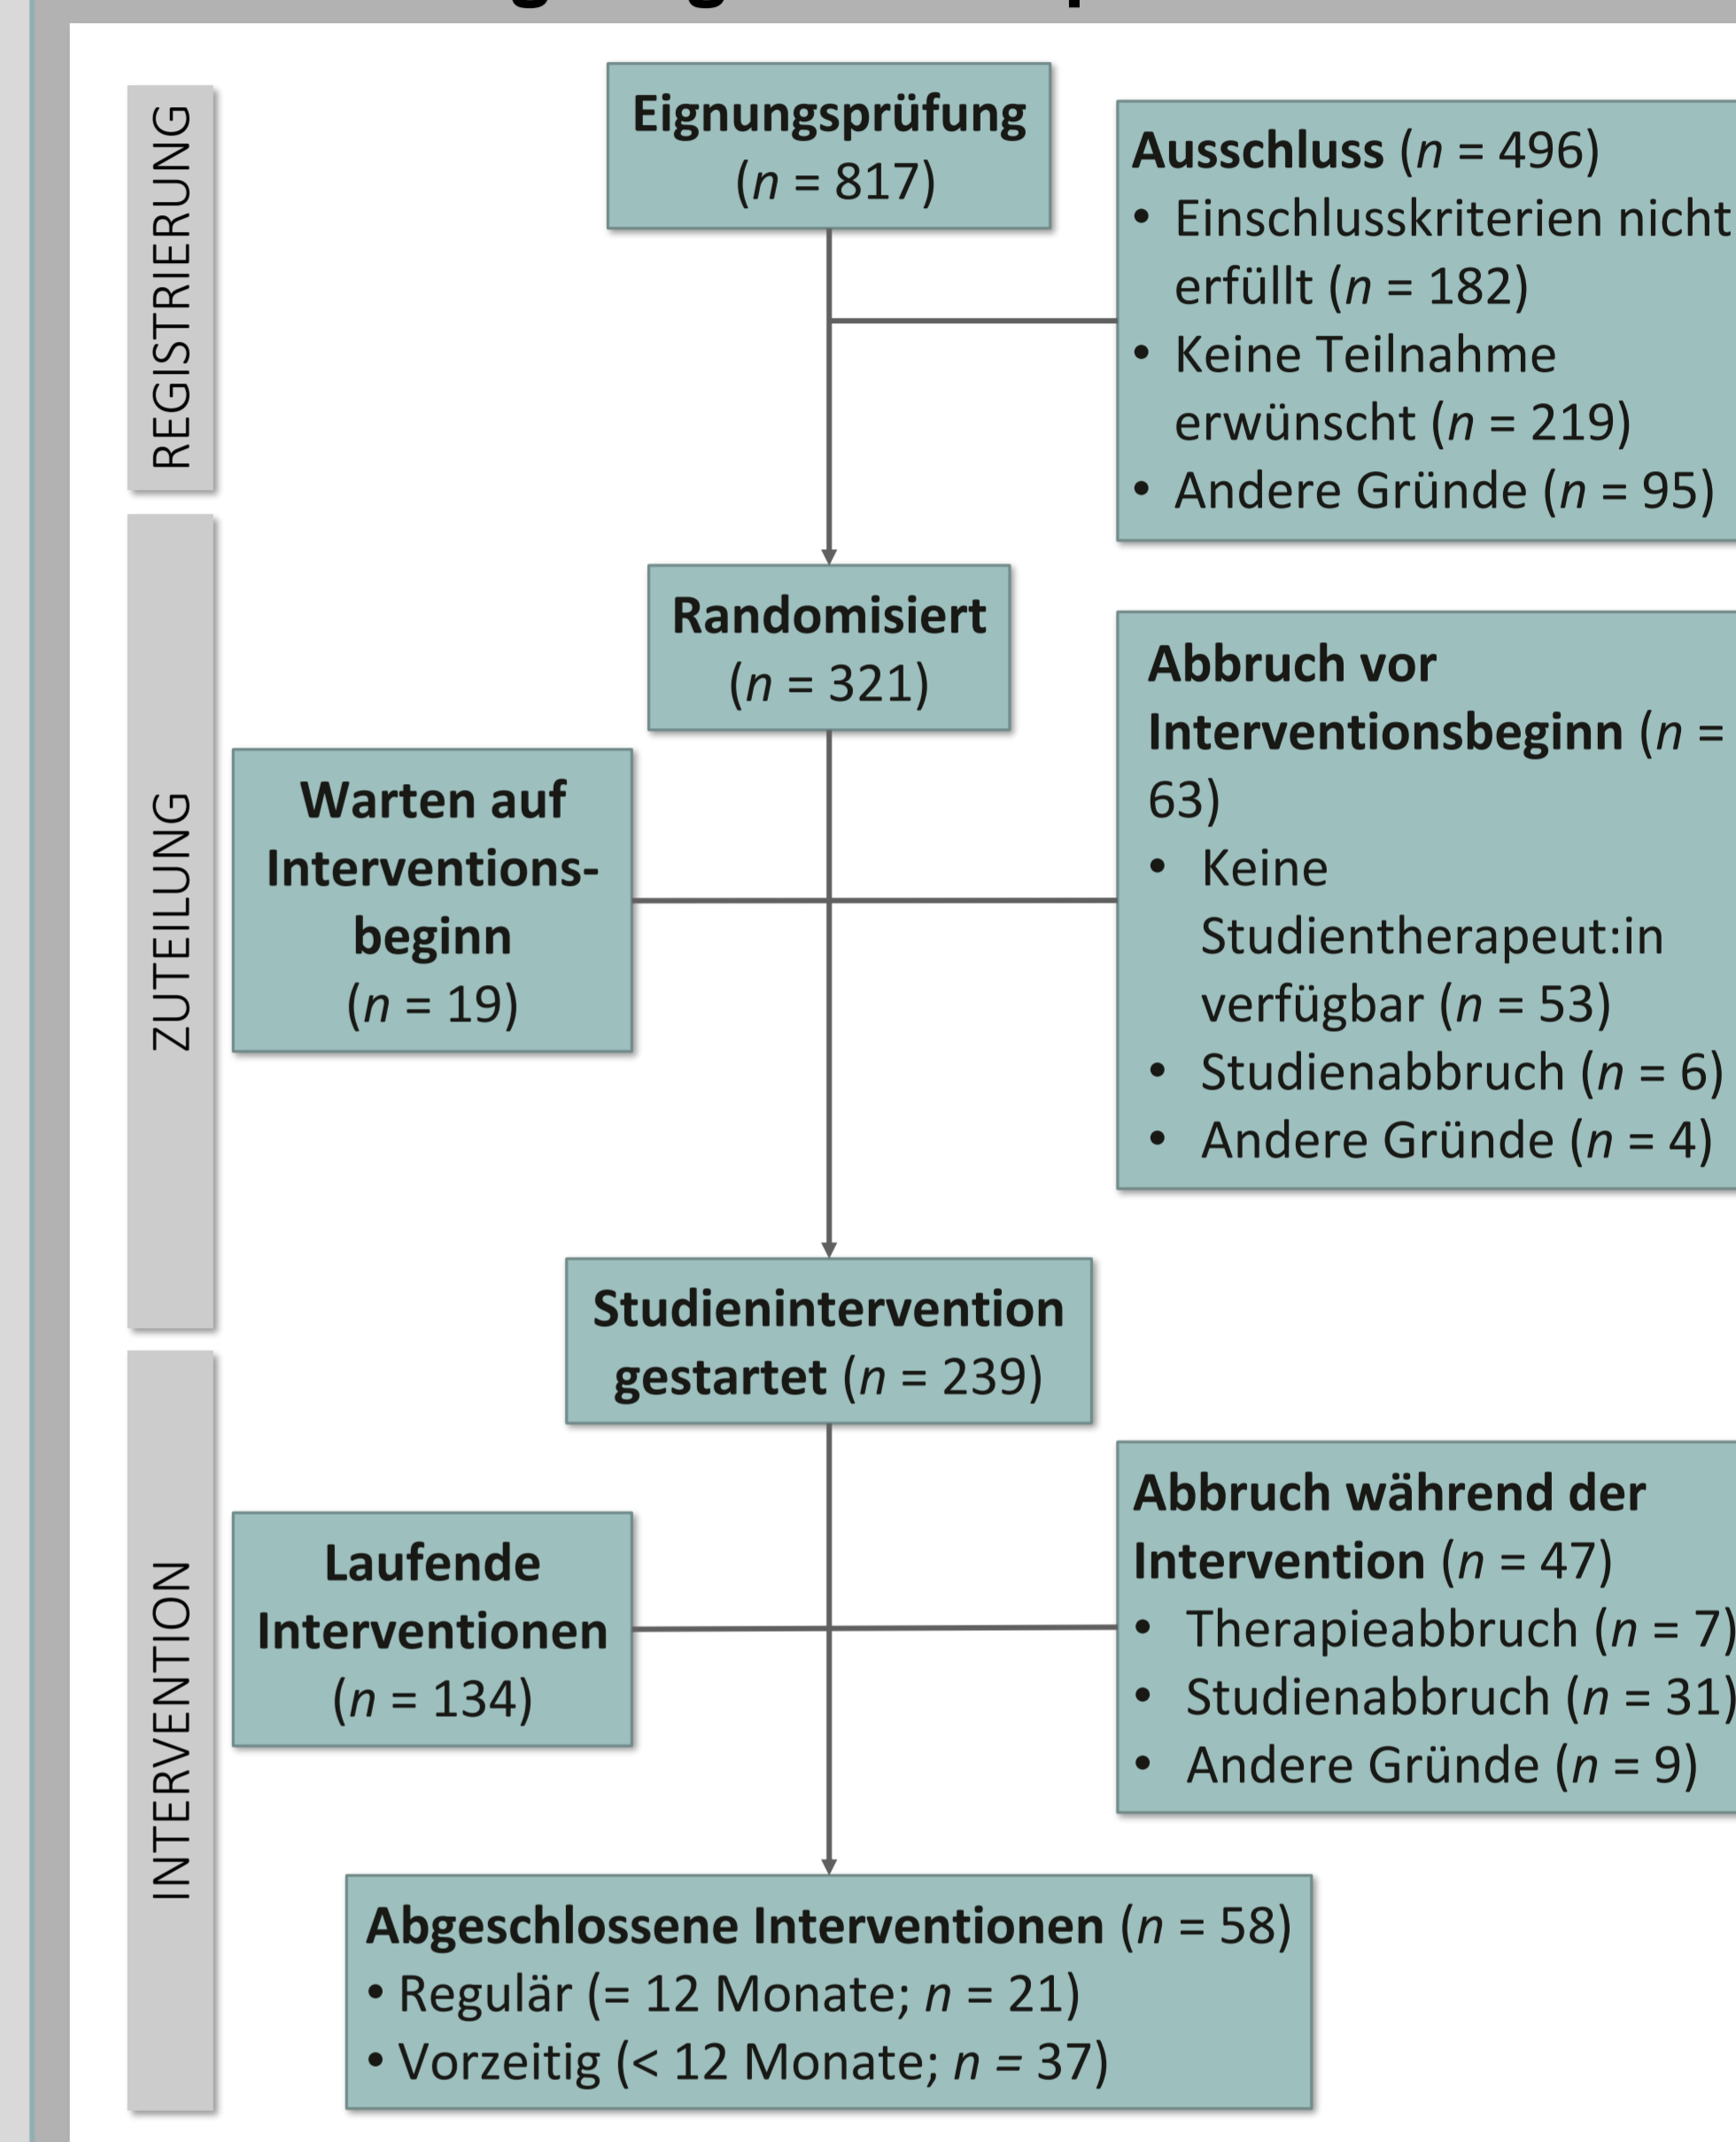 REGISTRIERUNG
Eignungsprüfung
(n = 817)
Ausschluss (n = 496)
• Einschlusskriterien nicht
erfüllt (n = 182)
• Keine Teilnahme
erwünscht (n = 219)
• Andere Gründe (n = 95)
ZUTEILUNG
Randomisiert
(n = 321)
Warten auf
Interventions-
beginn
(n = 19)
Abbruch vor
Interventionsbeginn (n =
63)
• Keine
Studientherapeut:in
verfügbar (n = 53)
• Studienabbruch (n = 6)
• Andere Gründe (n = 4)
Studienintervention
gestartet (n = 239)
INTERVENTION
Laufende
Interventionen
(n = 134)
Abbruch während der
Intervention (n = 47)
• Therapieabbruch (n = 7)
• Studienabbruch (n = 31)
• Andere Gründe (n = 9)
Abgeschlossene Interventionen (n = 58)
• Regulär (= 12 Monate; n = 21)
• Vorzeitig (< 12 Monate; n = 37)